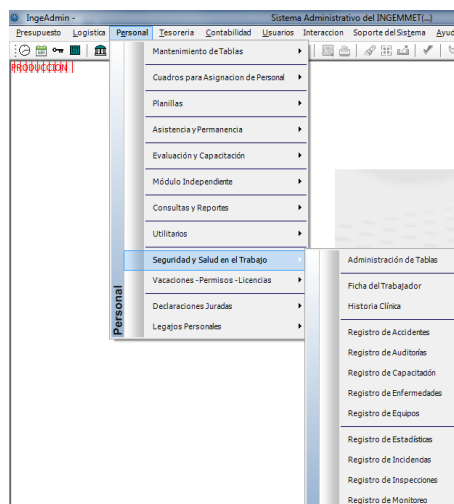 IngeAdmin - Sistema Administrativo del INGEMMET(...)
Presupuesto Logistica Personal Tesoreria Contabilidad Usuarios Interaccion Soporte del Sistema
PRODUCCION
Mantenimiento de Tablas
Cuadros para Asignacion de Personal
Planillas
Asistencia y Permanencia
Evaluación y Capacitación
Módulo Independiente
Consultas y Reportes
Utilitarios
Seguridad y Salud en el Trabajo
Vacaciones - Permisos - Licencias
Declaraciones Juradas
Legajos Personales
Personal
Administración de Tablas
Ficha del Trabajador
Historia Clínica
Registro de Accidentes
Registro de Auditorías
Registro de Capacitación
Registro de Enfermedades
Registro de Equipos
Registro de Estadísticas
Registro de Incidencias
Registro de Inspecciones
Registro de Monitoreo